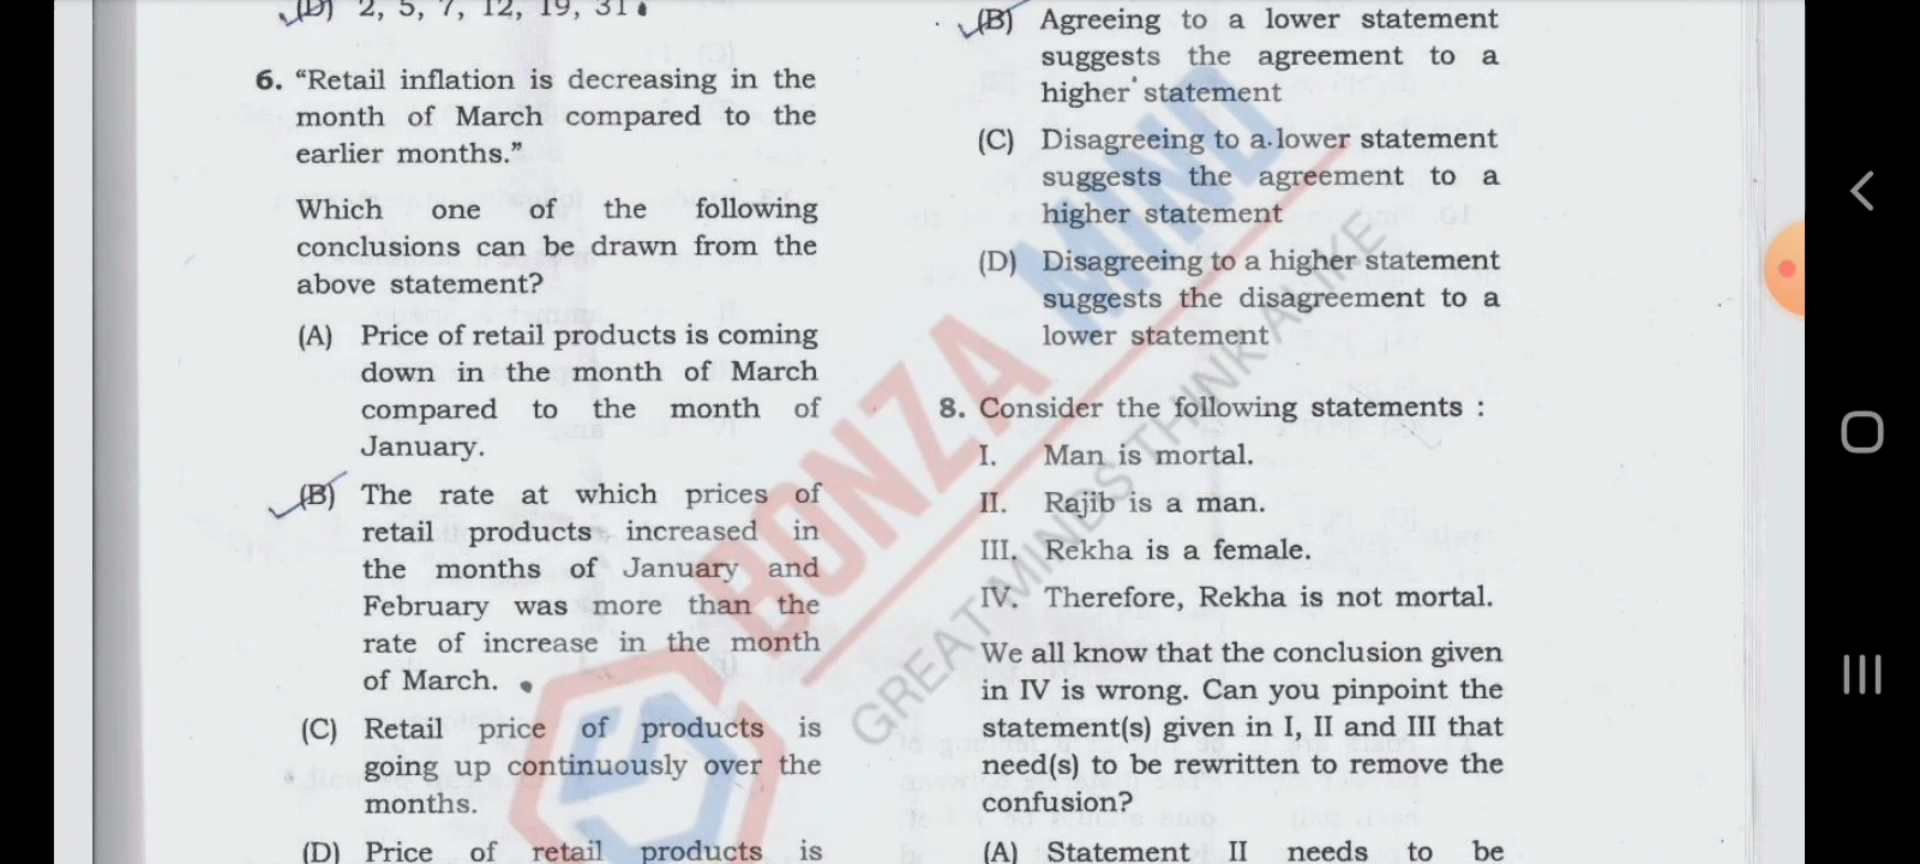 (D) 2, 5, 7, 12, 19, 31
6. “Retail inflation is decreasing in the
month of March compared to the
earlier months.”
Which one of the following
conclusions can be drawn from the
above statement?
(A) Price of retail products is coming
down in the month of March
compared to the month of
January.
(B) The rate at which prices of
retail products increased in
the months of January and
February was more than the
rate of increase in the month
of March.
(C) Retail price of products is
going up continuously over the
months.
(D) Price of retail products is
(B) Agreeing to a lower statement
suggests the agreement to a
higher statement
(C) Disagreeing to a lower statement
suggests the agreement to a
higher statement
(D) Disagreeing to a higher statement
suggests the disagreement to a
lower statement
8. Consider the following statements :
I. Man is mortal.
II. Rajib is a man.
III. Rekha is a female.
IV. Therefore, Rekha is not mortal.
We all know that the conclusion given
in IV is wrong. Can you pinpoint the
statement(s) given in I, II and III that
need(s) to be rewritten to remove the
confusion?
(A) Statement II needs to be
BONZA MIND
GREAT MINDS THINK ALIKE